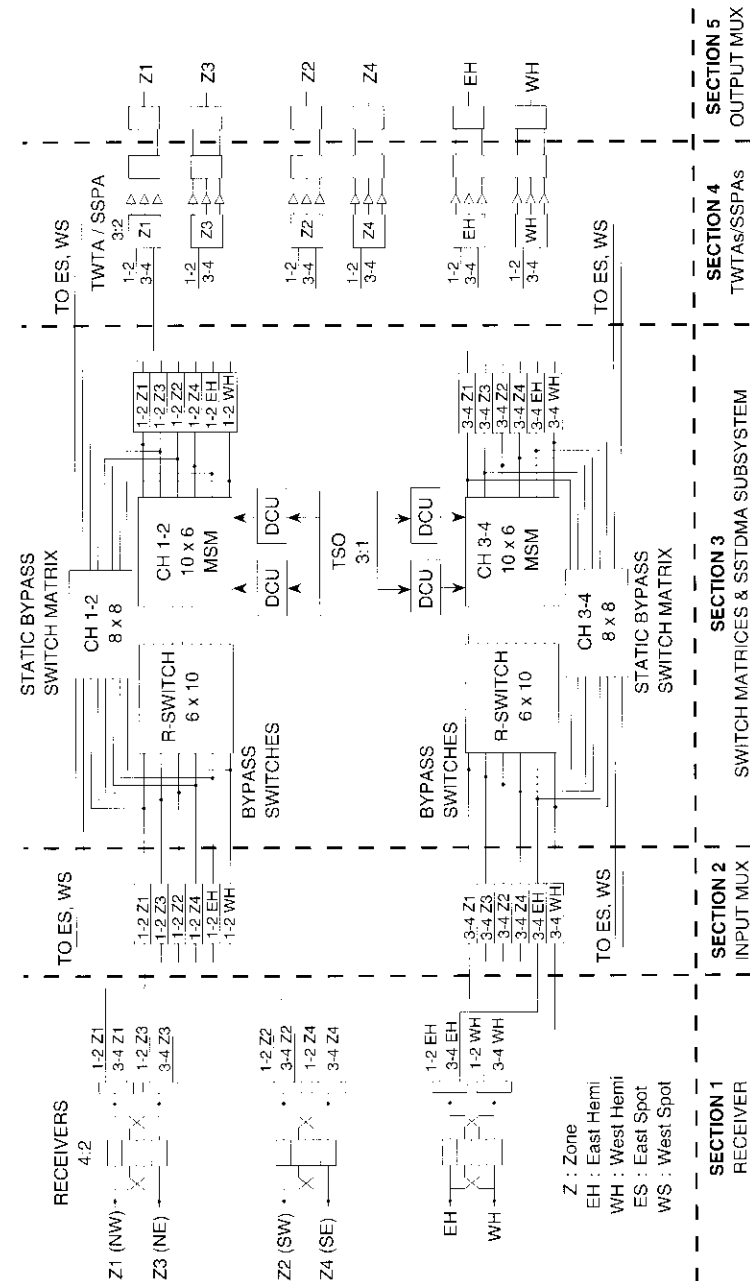 RECEIVERS
4:2
Z1 (NW)
Z3 (NE)
1-2 Z1
3-4 Z1
1-2 Z3
3-4 Z3
Z2 (SW)
Z4 (SE)
1-2 Z2
3-4 Z2
1-2 Z4
3-4 Z4
EH
WH
1-2 EH
3-4 EH
1-2 WH
3-4 WH
Z : Zone
EH : East Hemi
WH : West Hemi
ES : East Spot
WS : West Spot
SECTION 1
RECEIVER
TO ES, WS
1-2 Z1
1-2 Z3
1-2 Z2
1-2 Z4
1-2 EH
1-2 WH
3-4 Z1
3-4 Z3
3-4 Z2
3-4 Z4
3-4 EH
3-4 WH
TO ES, WS
SECTION 2
INPUT MUX
STATIC BYPASS
SWITCH MATRIX
CH 1-2
8 x 8
R-SWITCH
6 x 10
BYPASS
SWITCHES
CH 1-2
10 x 6
MSM
DCU
DCU
TSO
3:1
DCU
DCU
BYPASS
SWITCHES
R-SWITCH
6 x 10
CH 3-4
10 x 6
MSM
CH 3-4
8 x 8
STATIC BYPASS
SWITCH MATRIX
1-2 Z1
1-2 Z3
1-2 Z2
1-2 Z4
1-2 EH
1-2 WH
3-4 Z1
3-4 Z3
3-4 Z2
3-4 Z4
3-4 EH
3-4 WH
SECTION 3
SWITCH MATRICES & SSTDMA SUBSYSTEM
TO ES, WS
TWTA / SSPA
3:2
1-2
3-4
Z1
1-2
3-4
Z3
1-2
3-4
Z2
1-2
3-4
Z4
1-2
3-4
EH
1-2
3-4
WH
TO ES, WS
SECTION 4
TWTAs/SSPAs
Z1
Z3
Z2
Z4
EH
WH
SECTION 5
OUTPUT MUX